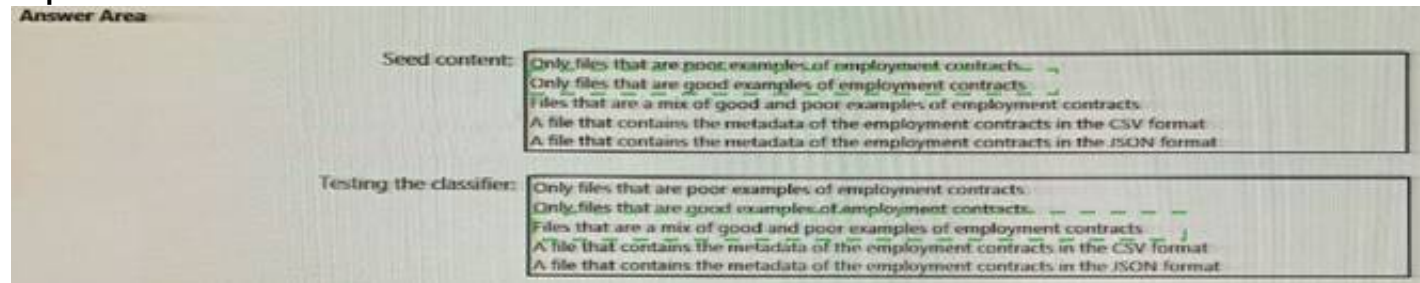 Answer Area
Seed content:
Only files that are poor examples of employment contracts
Only files that are good examples of employment contracts
Files that are a mix of good and poor examples of employment contracts
A file that contains the metadata of the employment contracts in the CSV format
A file that contains the metadata of the employment contracts in the JSON format
Testing the classifier:
Only files that are poor examples of employment contracts
Only files that are good examples of employment contracts
Files that are a mix of good and poor examples of employment contracts
A file that contains the metadata of the employment contracts in the CSV format
A file that contains the metadata of the employment contracts in the JSON format